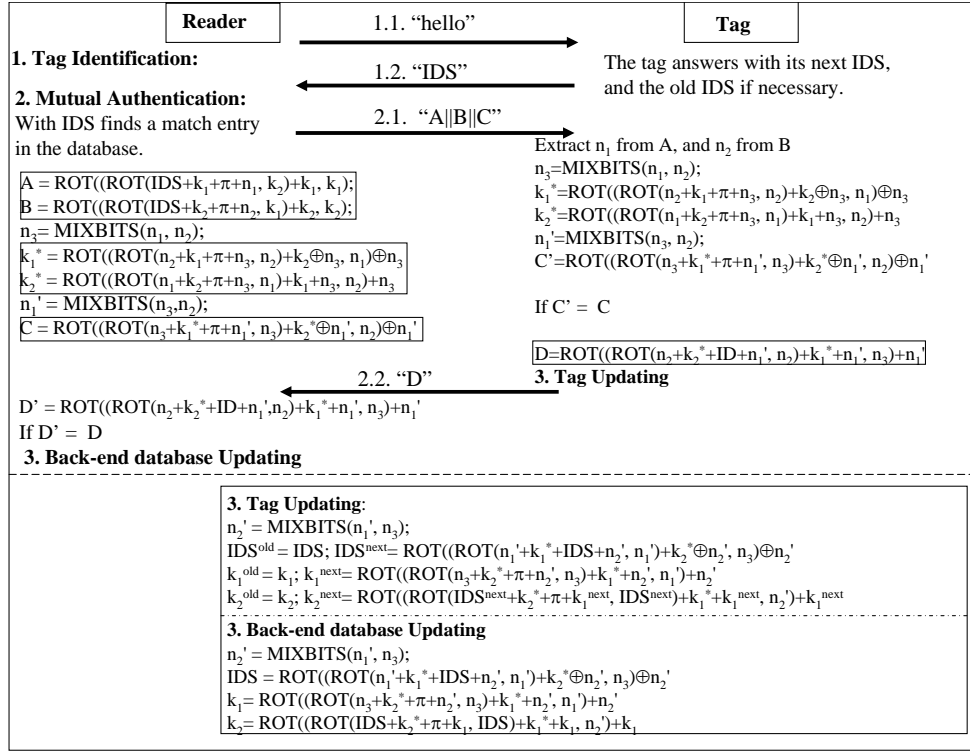 Reader
1.1. “hello”
Tag
1. Tag Identification:
1.2. “IDS”
The tag answers with its next IDS,
and the old IDS if necessary.
2. Mutual Authentication:
With IDS finds a match entry
in the database.
2.1. “A||B||C”
A = ROT((ROT(IDS+k₁+π+n₁, k₂)+k₁, k₁);
B = ROT((ROT(IDS+k₂+π+n₂, k₁)+k₂, k₂);
n₃= MIXBITS(n₁, n₂);
k₁* = ROT((ROT(n₂+k₁+π+n₃, n₂)+k₂⊕n₃, n₁)⊕n₃
k₂* = ROT((ROT(n₁+k₂+π+n₃, n₁)+k₁+n₃, n₂)+n₃
n₁' = MIXBITS(n₃,n₂);
C = ROT((ROT(n₃+k₁*+π+n₁', n₃)+k₂*⊕n₁', n₂)⊕n₁'
Extract n₁ from A, and n₂ from B
n₃=MIXBITS(n₁, n₂);
k₁*=ROT((ROT(n₂+k₁+π+n₃, n₂)+k₂⊕n₃, n₁)⊕n₃
k₂*=ROT((ROT(n₁+k₂+π+n₃, n₁)+k₁+n₃, n₂)+n₃
n₁'=MIXBITS(n₃, n₂);
C’=ROT((ROT(n₃+k₁*+π+n₁', n₃)+k₂*⊕n₁', n₂)⊕n₁'
If C’ = C
D=ROT((ROT(n₂+k₂*+ID+n₁', n₂)+k₁*+n₁', n₃)+n₁'
3. Tag Updating
2.2. “D”
D’ = ROT((ROT(n₂+k₂*+ID+n₁',n₂)+k₁*+n₁', n₃)+n₁'
If D’ = D
3. Back-end database Updating
3. Tag Updating:
n₂' = MIXBITS(n₁', n₃);
IDSᵒˡᵈ = IDS; IDSⁿᵉˣᵗ= ROT((ROT(n₁'+k₁*+IDS+n₂', n₁')+k₂*⊕n₂', n₃)⊕n₂'
k₁ᵒˡᵈ = k₁; k₁ⁿᵉˣᵗ= ROT((ROT(n₃+k₂*+π+n₂', n₃)+k₁*+n₂', n₁')+n₂'
k₂ᵒˡᵈ = k₂; k₂ⁿᵉˣᵗ= ROT((ROT(IDSⁿᵉˣᵗ+k₂*+π+k₁ⁿᵉˣᵗ, IDSⁿᵉˣᵗ)+k₁*+k₁ⁿᵉˣᵗ, n₂')+k₁ⁿᵉˣᵗ
3. Back-end database Updating
n₂' = MIXBITS(n₁', n₃);
IDS = ROT((ROT(n₁'+k₁*+IDS+n₂', n₁')+k₂*⊕n₂', n₃)⊕n₂'
k₁= ROT((ROT(n₃+k₂*+π+n₂', n₃)+k₁*+n₂', n₁')+n₂'
k₂= ROT((ROT(IDS+k₂*+π+k₁, IDS)+k₁*+k₁, n₂')+k₁